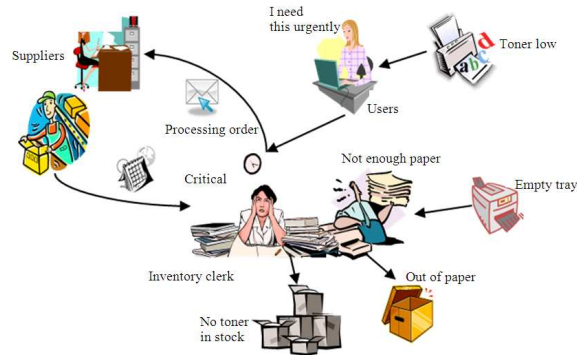 I need
this urgently
Toner low
Suppliers
Users
Processing order
Not enough paper
Critical
Empty tray
Inventory clerk
Out of paper
No toner
in stock